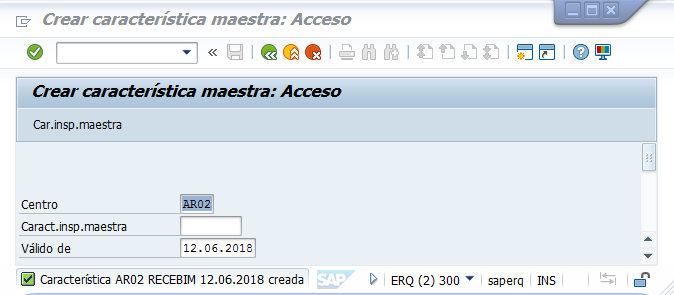 Crear característica maestra: Acceso
Crear característica maestra: Acceso
Car.insp.maestra
Centro AR02
Caract.insp.maestra
Válido de 12.06.2018
Característica AR02 RECEBIM 12.06.2018 creada SAP ERQ (2) 300 saperq INS